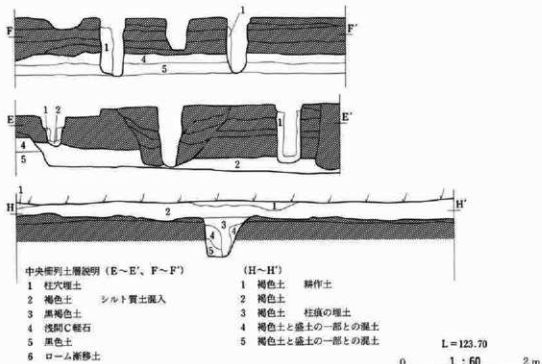 F
F'
1
1
4
5
E
E'
1 2
4
5
1
2
1
H
H'
1
2
3
4
4
5
中央柵列土層説明(E~E'、F~F')
1 柱穴埋土
2 褐色土 シルト質土混入
3 黒褐色土
4 浅間C軽石
5 黒色土
6 ローム漸移土
(H~H')
1 褐色土 耕作土
2 褐色土
3 褐色土 柱痕の埋土
4 褐色土と盛土の一部との混土
5 褐色土と盛土の一部との混土
L=123.70
0 1:60 2m